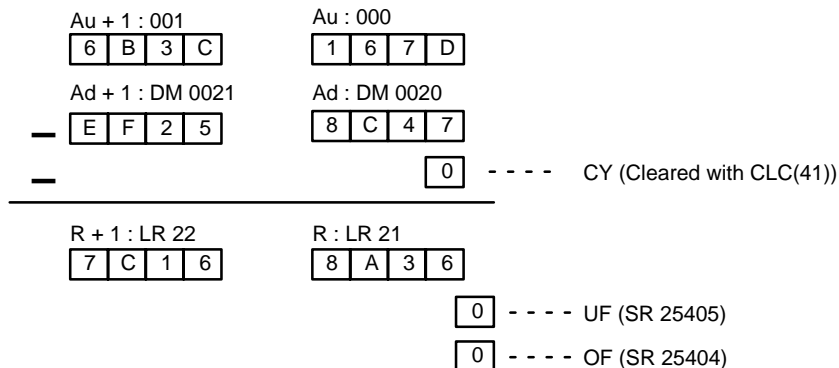 Au + 1 : 001 Au : 000
6 B 3 C 1 6 7 D
Ad + 1 : DM 0021 Ad : DM 0020
– E F 2 5 8 C 4 7
– 0 - - - - CY (Cleared with CLC(41))
R + 1 : LR 22 R : LR 21
7 C 1 6 8 A 3 6
0 - - - - UF (SR 25405)
0 - - - - OF (SR 25404)